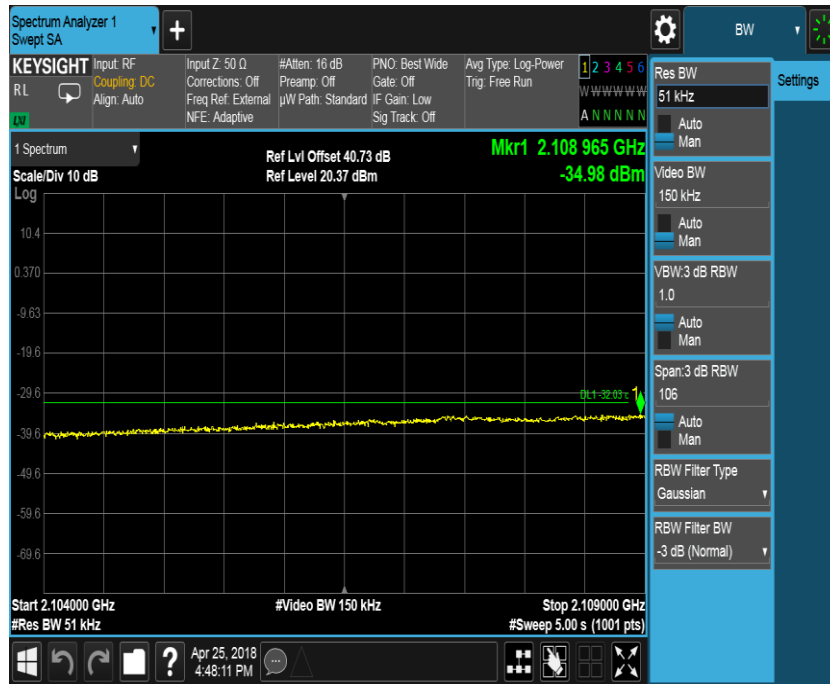 Spectrum Analyzer 1
Swept SA
+
BW
KEYSIGHT
RL
LXI
Input: RF
Coupling: DC
Align: Auto
Input Z: 50 Ω
Corrections: Off
Freq Ref: External
NFE: Adaptive
#Atten: 16 dB
Preamp: Off
µW Path: Standard
PNO: Best Wide
Gate: Off
IF Gain: Low
Sig Track: Off
Avg Type: Log-Power
Trig: Free Run
1 2 3 4 5 6
W W W W W W
A N N N N N
1 Spectrum
Scale/Div 10 dB
Log
Ref Lvl Offset 40.73 dB
Ref Level 20.37 dBm
Mkr1 2.108 965 GHz
-34.98 dBm
10.4
0.370
-9.63
-19.6
-29.6
-39.6
-49.6
-59.6
-69.6
1
Start 2.104000 GHz
#Res BW 51 kHz
#Video BW 150 kHz
Stop 2.109000 GHz
#Sweep 5.00 s (1001 pts)
Res BW
51 kHz
Auto
Man
Video BW
150 kHz
Auto
Man
VBW:3 dB RBW
1.0
Auto
Man
Span:3 dB RBW
106
Auto
Man
RBW Filter Type
Gaussian
RBW Filter BW
-3 dB (Normal)
Settings
?
Apr 25, 2018
4:48:11 PM